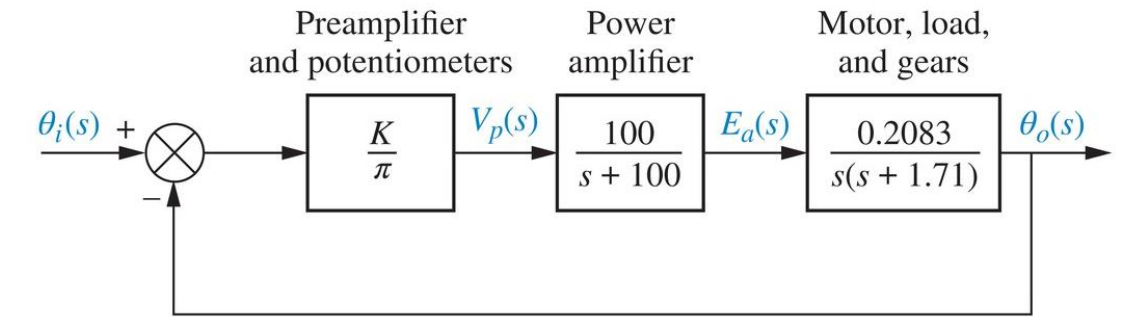 Preamplifier
and potentiometers
Power
amplifier
Motor, load,
and gears
θi(s) +
K
π
Vp(s)
100
s + 100
Ea(s)
0.2083
s(s + 1.71)
θo(s)
−